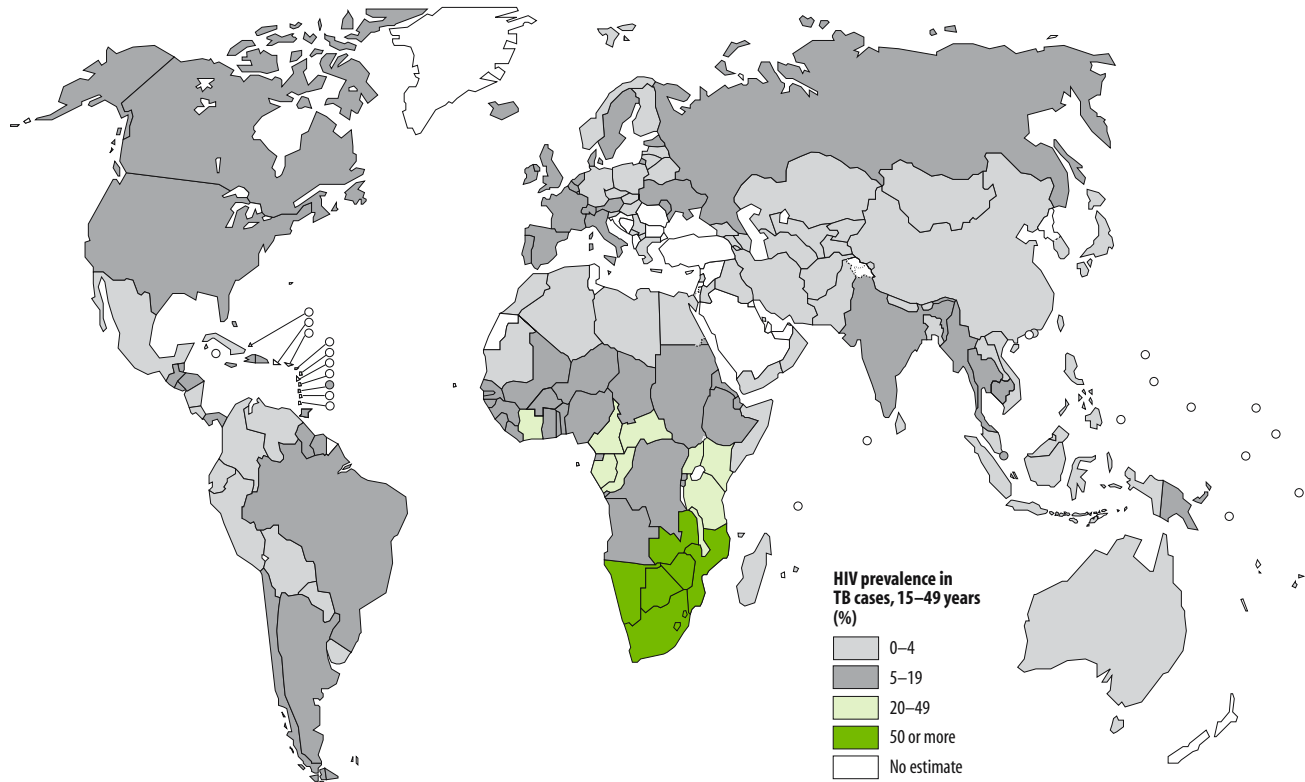 HIV prevalence in
TB cases, 15–49 years
(%)
0–4
5–19
20–49
50 or more
No estimate